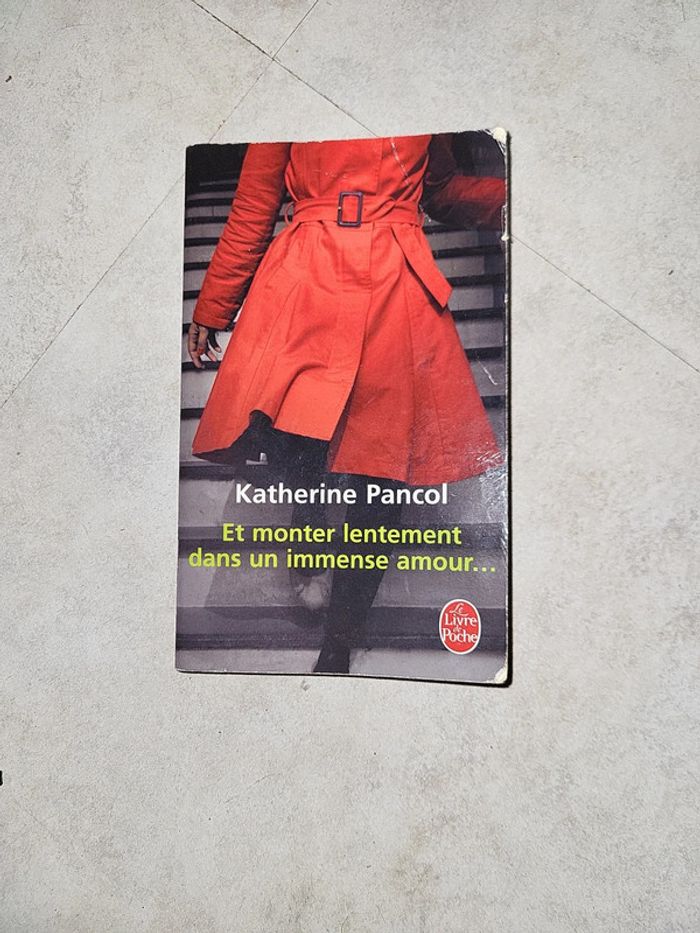 Katherine Pancol
Et monter lentement
dans un immense amour...
Le
Livre
de
Poche